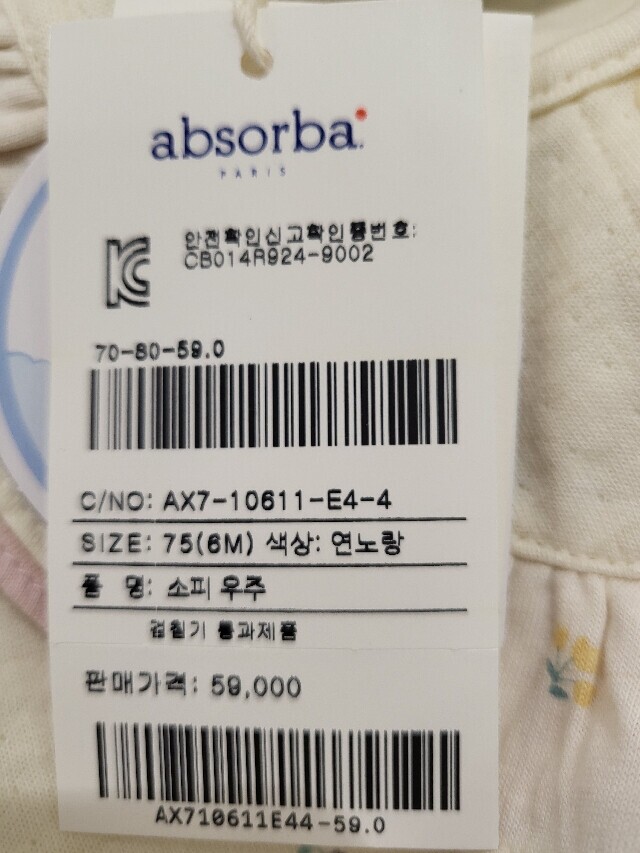 absorba
PARIS
안전확인신고확인증번호:
CB014R924-9002
70-80-59.0
C/NO: AX7-10611-E4-4
SIZE: 75(6M) 색상: 연노랑
품 명: 소피 우주
검침기 통과제품
판매가격: 59,000
AX710611E44-59.0